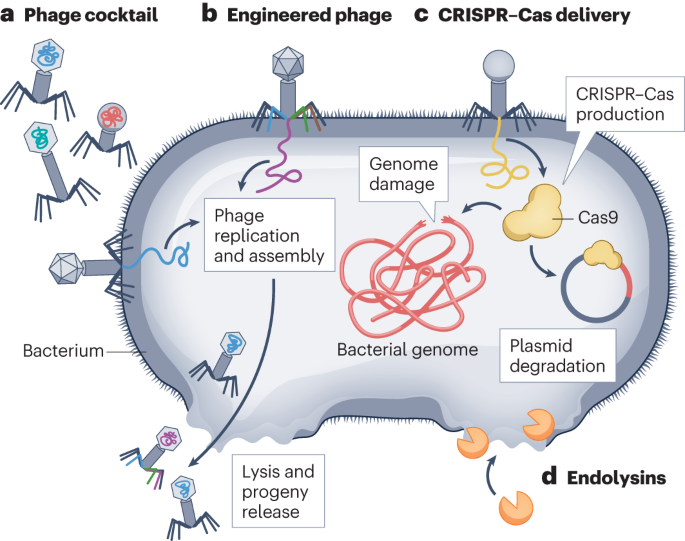 a Phage cocktail
b Engineered phage
c CRISPR–Cas delivery
CRISPR–Cas
production
Genome
damage
Cas9
Phage
replication
and assembly
Bacterium
Bacterial genome
Plasmid
degradation
Lysis and
progeny
release
d Endolysins